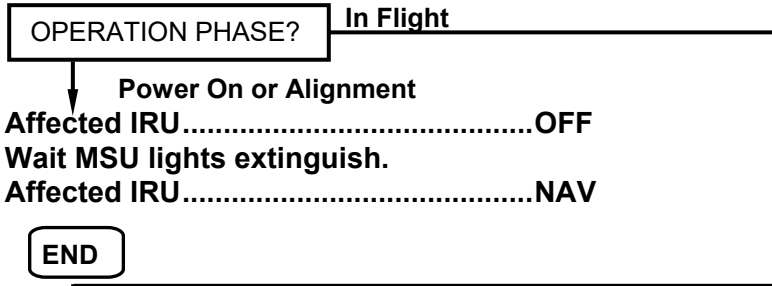 OPERATION PHASE? In Flight
Power On or Alignment
Affected IRU...........................................OFF
Wait MSU lights extinguish.
Affected IRU...........................................NAV
END